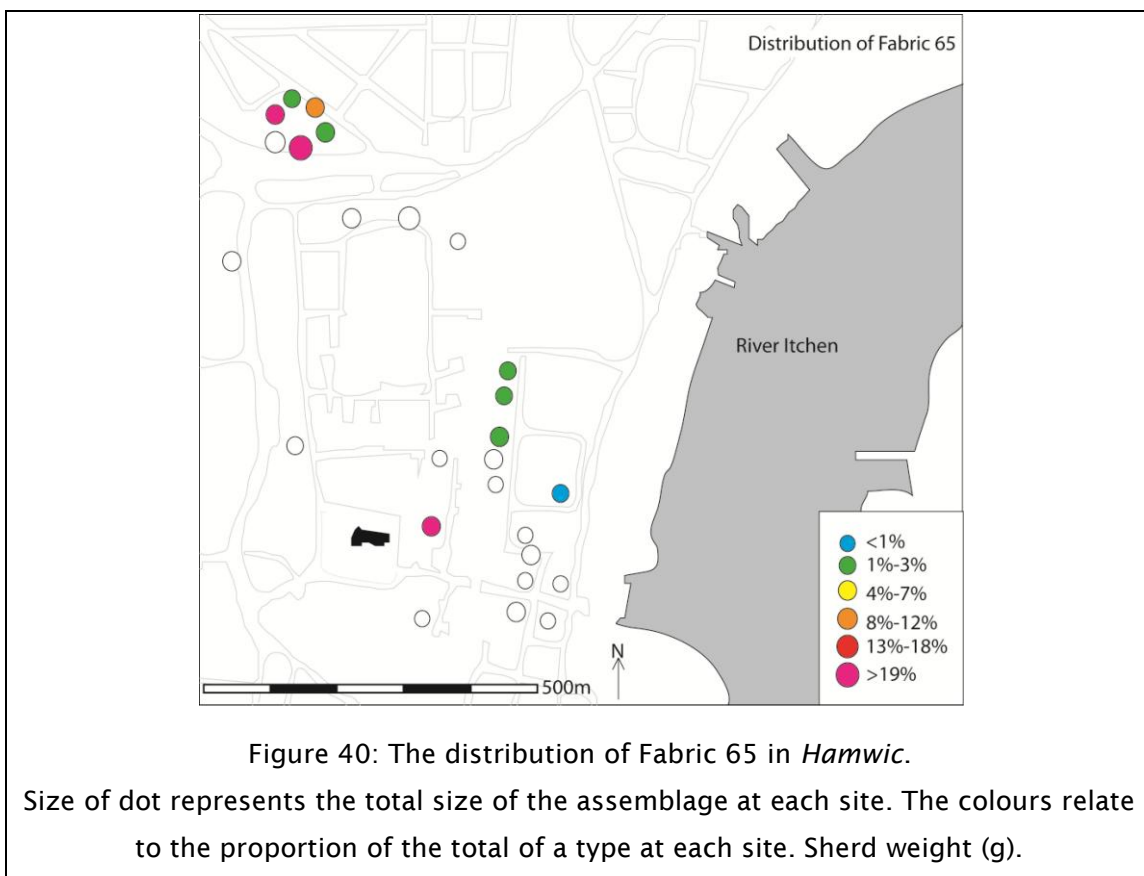 Distribution of Fabric 65
River Itchen
<1%
1%-3%
4%-7%
8%-12%
13%-18%
>19%
N
500m
Figure 40: The distribution of Fabric 65 in Hamwic.
Size of dot represents the total size of the assemblage at each site. The colours relate
to the proportion of the total of a type at each site. Sherd weight (g).